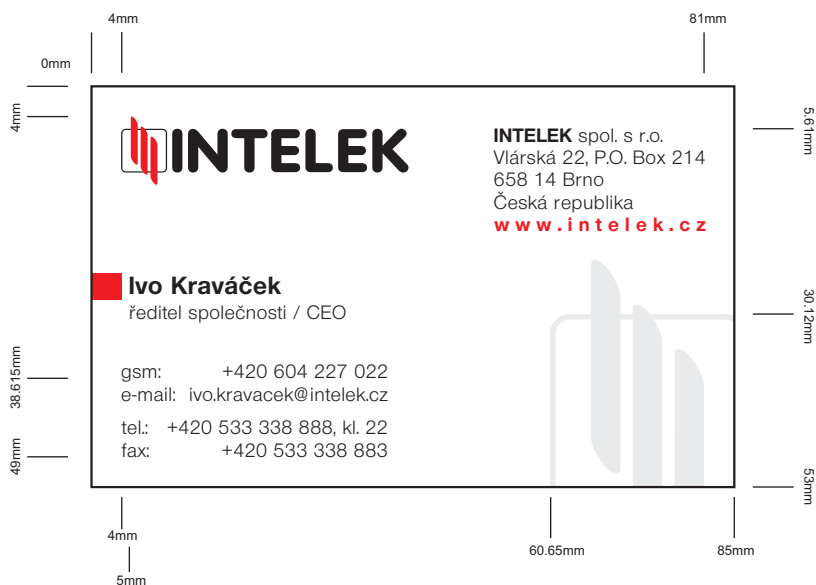 4mm
81mm
0mm
4mm
5.61mm
INTELEK
INTELEK spol. s r.o.
Vlárská 22, P.O. Box 214
658 14 Brno
Česká republika
www.intelek.cz
Ivo Kraváček
ředitel společnosti / CEO
30.12mm
gsm: +420 604 227 022
e-mail: ivo.kravacek@intelek.cz
38.615mm
tel.: +420 533 338 888, kl. 22
fax: +420 533 338 883
49mm
53mm
4mm
60.65mm
85mm
5mm